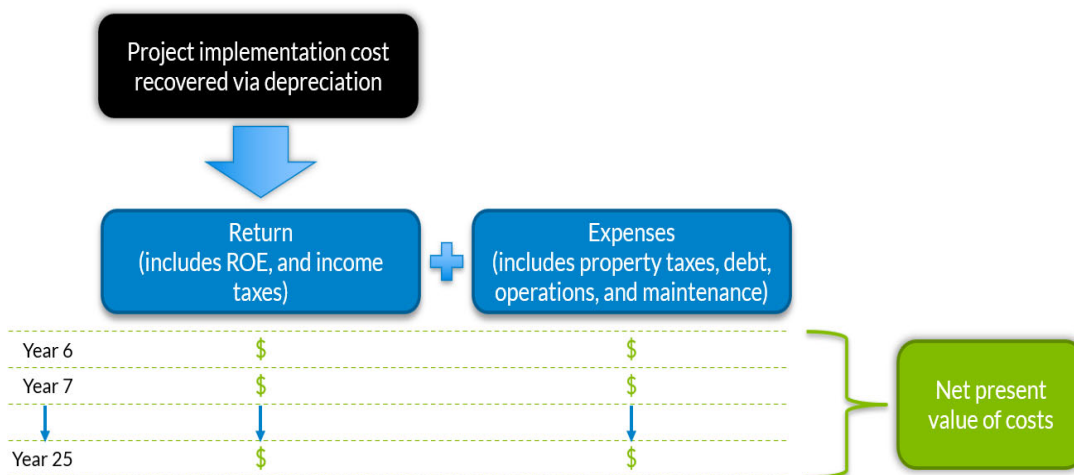 Project implementation cost
recovered via depreciation
Return
(includes ROE, and income
taxes)
Expenses
(includes property taxes, debt,
operations, and maintenance)
Year 6 $ $
Year 7 $ $
Year 25 $ $
Net present
value of costs